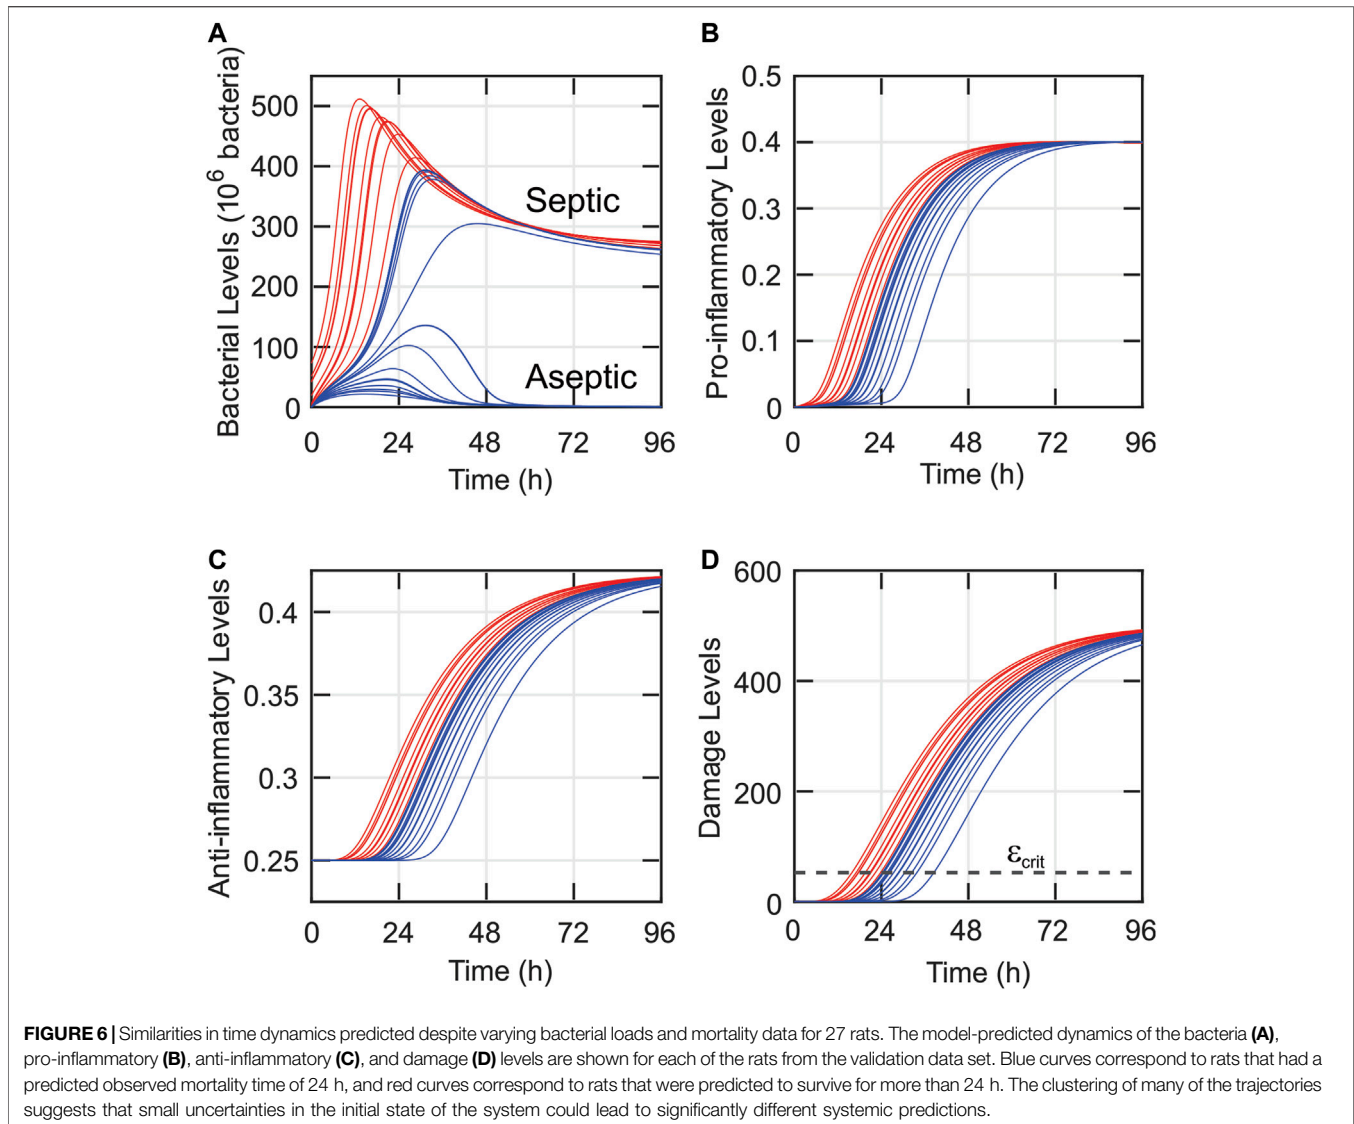 A
B
Bacterial Levels (10⁶ bacteria)
500
400
300
200
100
0
Septic
Aseptic
0 24 48 72 96
Time (h)
Pro-inflammatory Levels
0.5
0.4
0.3
0.2
0.1
0
0 24 48 72 96
Time (h)
C
D
Anti-inflammatory Levels
0.4
0.35
0.3
0.25
0 24 48 72 96
Time (h)
Damage Levels
600
400
200
0
εcrit
0 24 48 72 96
Time (h)
FIGURE 6 | Similarities in time dynamics predicted despite varying bacterial loads and mortality data for 27 rats. The model-predicted dynamics of the bacteria (A),
pro-inflammatory (B), anti-inflammatory (C), and damage (D) levels are shown for each of the rats from the validation data set. Blue curves correspond to rats that had a
predicted observed mortality time of 24 h, and red curves correspond to rats that were predicted to survive for more than 24 h. The clustering of many of the trajectories
suggests that small uncertainties in the initial state of the system could lead to significantly different systemic predictions.